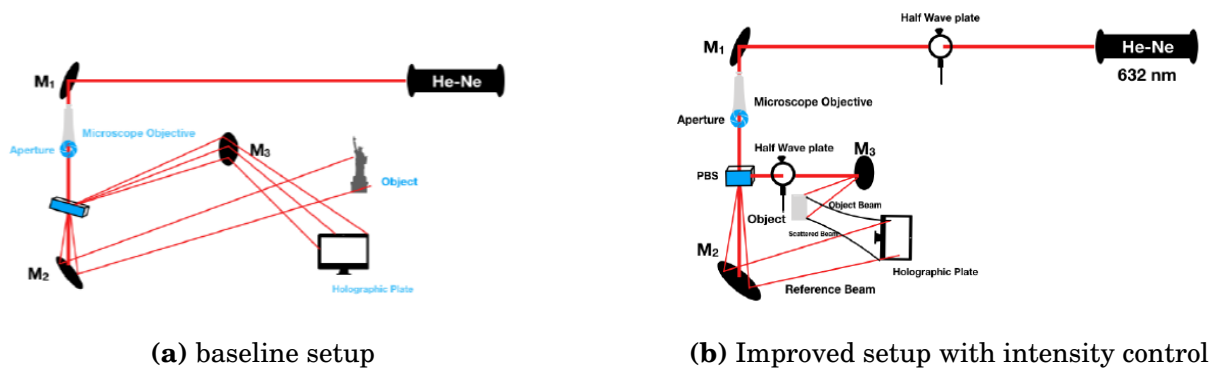 M1
He-Ne
Microscope Objective
Aperture
M3
Object
M2
Holographic Plate
(a) baseline setup
Half Wave plate
M1
He-Ne
632 nm
Microscope Objective
Aperture
Half Wave plate
M3
PBS
Object
Object Beam
Scattered Beam
M2
Holographic Plate
Reference Beam
(b) Improved setup with intensity control